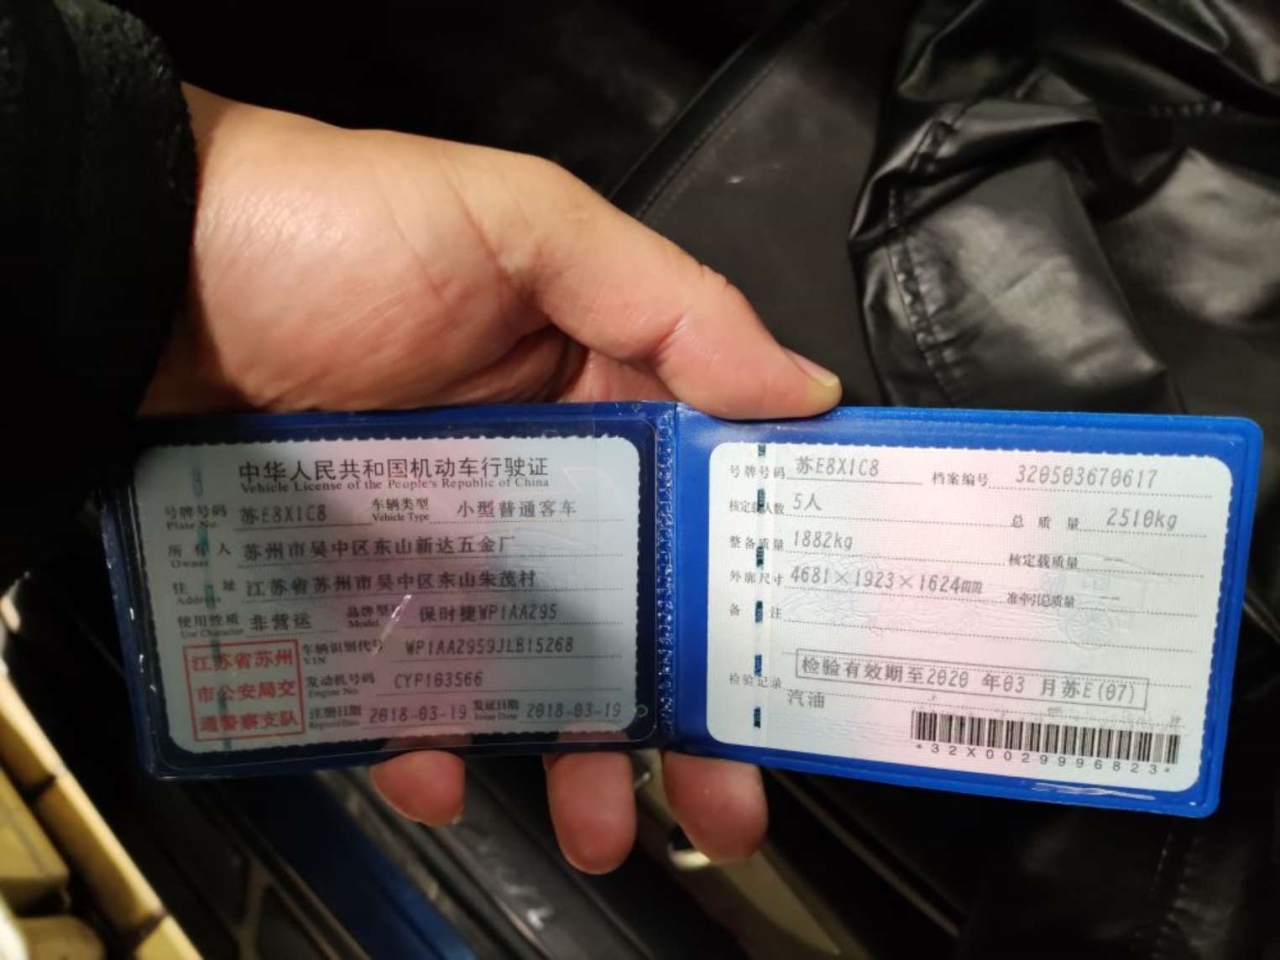 中华人民共和国机动车行驶证
Vehicle License of the People's Republic of China
号牌号码 苏E8X1C8 车辆类型 小型普通客车
Plate No. Vehicle Type
所有人 苏州市吴中区东山新达五金厂
Owner
住址 江苏省苏州市吴中区东山朱茂村
Address
使用性质 非营运 品牌型号 保时捷WP1AA295
Use Character Model
江苏省苏州
市公安局交
通警察支队
车辆识别代号 WP1AA2959JLB15268
VIN
发动机号码 CYP103566
Engine No.
注册日期 2018-03-19 发证日期 2018-03-19
Register Date Issue Date
号牌号码 苏E8X1C8 档案编号 320503670617
核定载人数 5人 总质量 2510kg
整备质量 1882kg 核定载质量 --
外廓尺寸 4681×1923×1624mm 准牵引总质量 --
备注
检验记录 检验有效期至2020年03月苏E(07)
汽油
*32X0029996823*